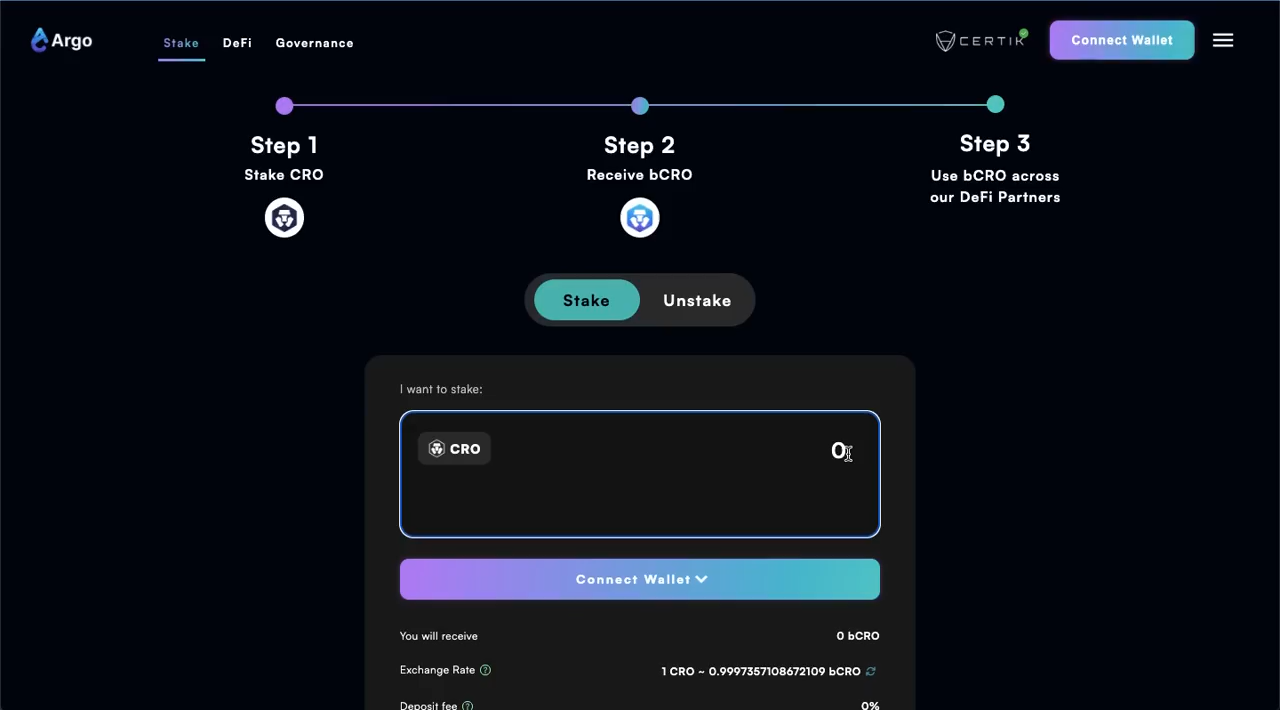 Argo
Stake DeFi Governance
CERTIK
Connect Wallet
Step 1
Stake CRO
Step 2
Receive bCRO
Step 3
Use bCRO across
our DeFi Partners
Stake Unstake
I want to stake:
CRO 0
Connect Wallet
You will receive 0 bCRO
Exchange Rate ? 1 CRO ~ 0.9997357108672109 bCRO
Deposit fee ? 0%